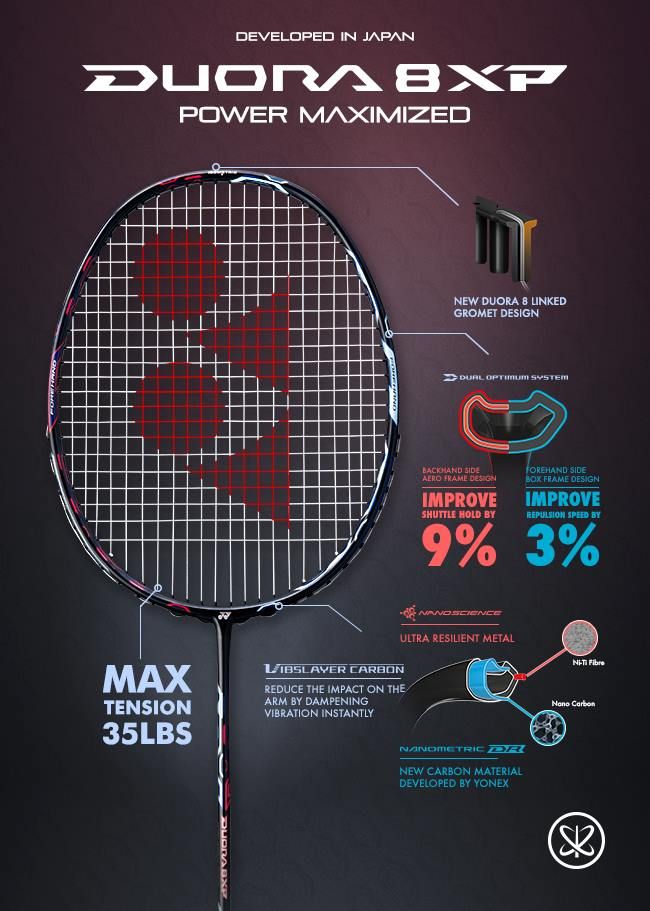 DEVELOPED IN JAPAN
DUORA 8XP
POWER MAXIMIZED
NEW DUORA 8 LINKED
GROMET DESIGN
DUAL OPTIMUM SYSTEM
FOREHAND
BACKHAND SIDE
AERO FRAME DESIGN
IMPROVE
SHUTTLE HOLD BY
9%
FOREHAND SIDE
BOX FRAME DESIGN
IMPROVE
REPULSION SPEED BY
3%
NANOSCIENCE
ULTRA RESILIENT METAL
Ni-Ti Fibre
Nano Carbon
MAX
TENSION
35LBS
VIBSLAYER CARBON
REDUCE THE IMPACT ON THE
ARM BY DAMPENING
VIBRATION INSTANTLY
NANOMETRIC DR
NEW CARBON MATERIAL
DEVELOPED BY YONEX
DUORA 8XP